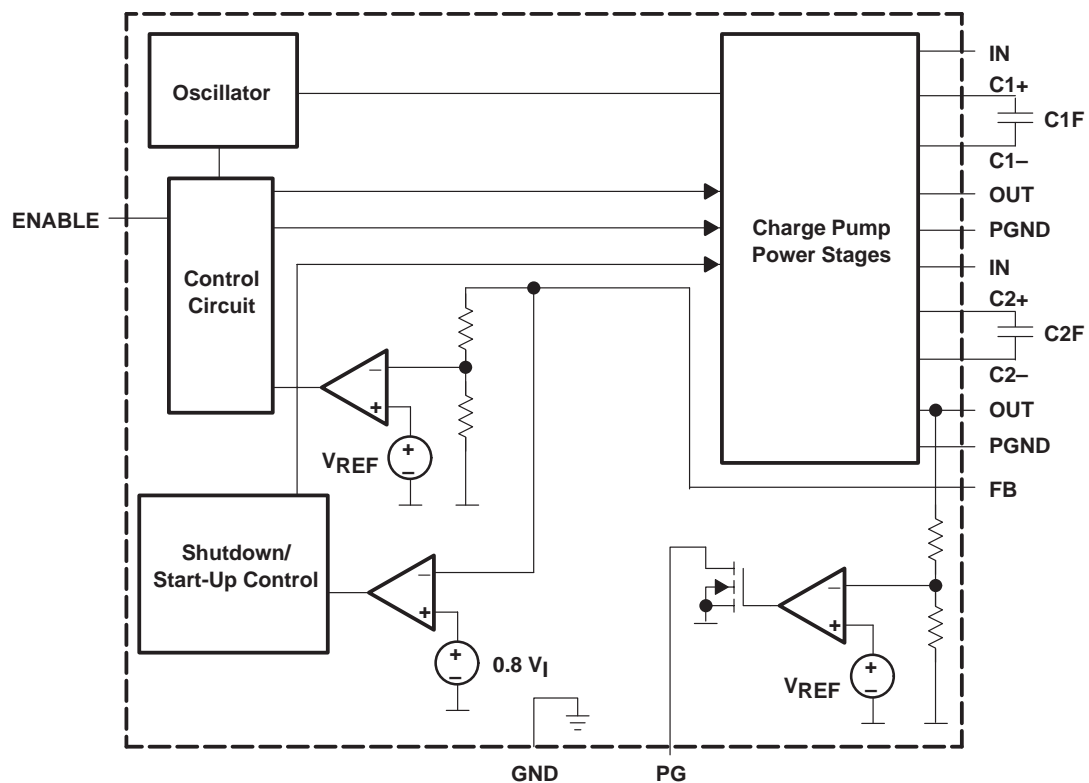 IN
C1+
Oscillator
C1F
C1–
OUT
ENABLE
Charge Pump
Power Stages
PGND
IN
Control
Circuit
C2+
C2F
C2–
−
+
OUT
VREF
+
−
PGND
FB
Shutdown/
Start-Up Control
−
+
−
+
+
−
0.8 VI
VREF
+
−
GND
PG